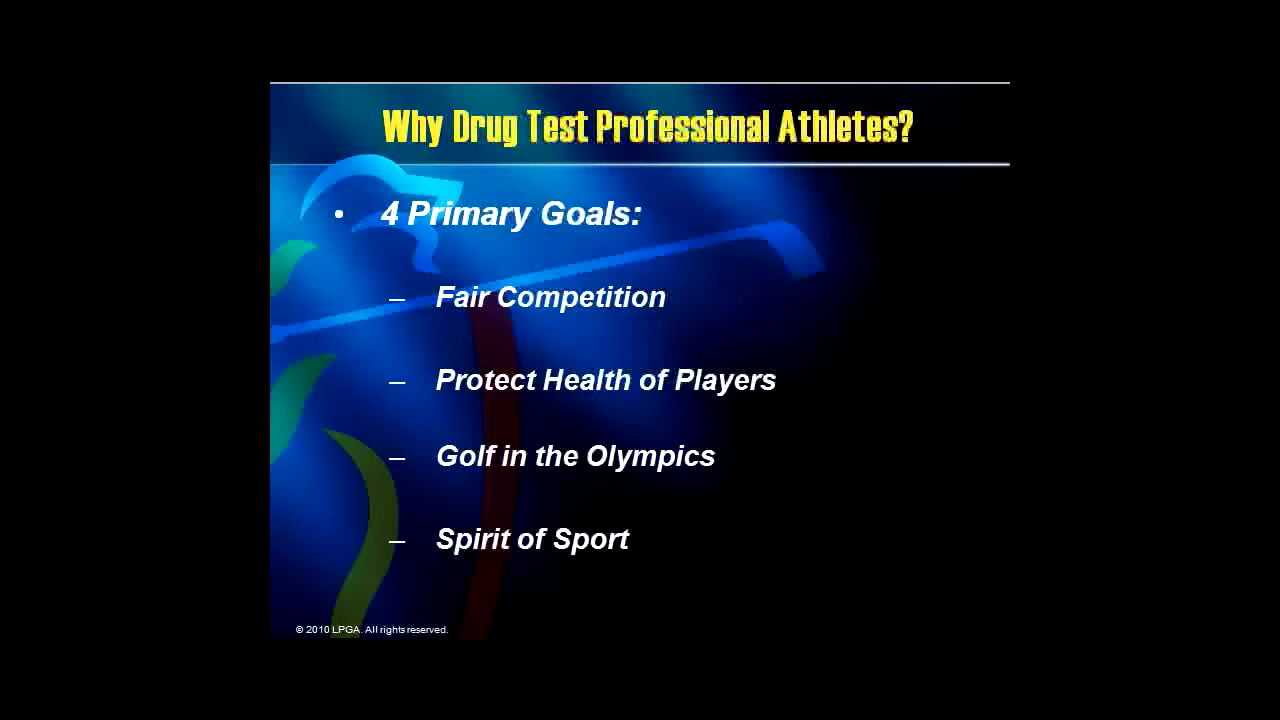 Why Drug Test Professional Athletes?
• 4 Primary Goals:
– Fair Competition
– Protect Health of Players
– Golf in the Olympics
– Spirit of Sport
© 2010 LPGA. All rights reserved.